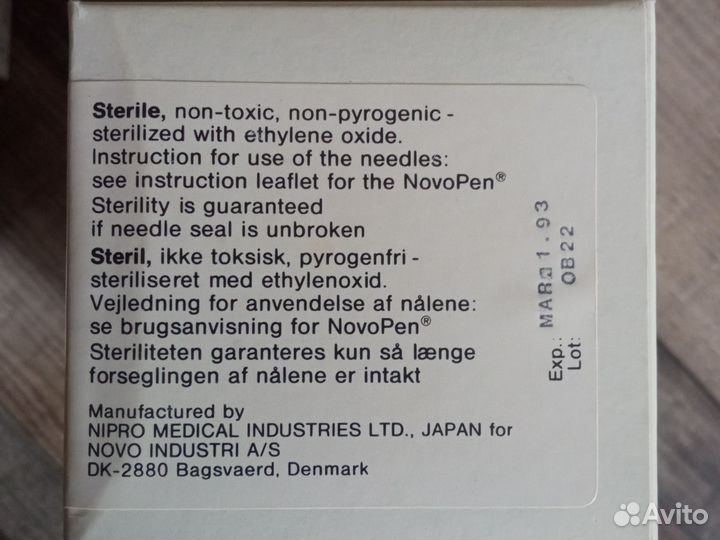 Sterile, non-toxic, non-pyrogenic -
sterilized with ethylene oxide.
Instruction for use of the needles:
see instruction leaflet for the NovoPen®
Sterility is guaranteed
if needle seal is unbroken
Steril, ikke toksisk, pyrogenfri -
steriliseret med ethylenoxid.
Vejledning for anvendelse af nålene:
se brugsanvisning for NovoPen®
Steriliteten garanteres kun så længe
forseglingen af nålene er intakt
Manufactured by
NIPRO MEDICAL INDUSTRIES LTD., JAPAN for
NOVO INDUSTRI A/S
DK-2880 Bagsvaerd, Denmark
Exp.:
Lot: OB22
Avito